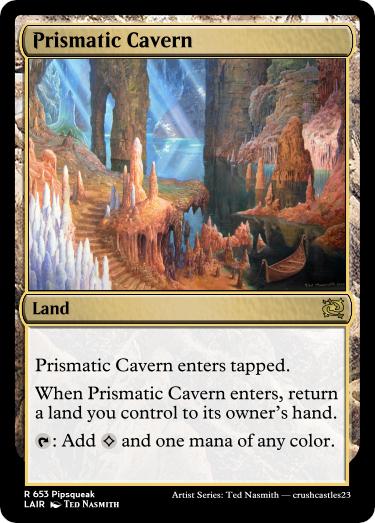 Prismatic Cavern
Land
Prismatic Cavern enters tapped.
When Prismatic Cavern enters, return
a land you control to its owner's hand.
: Add and one mana of any color.
R 653 Pipsqueak
LAIR Ted Nasmith
Artist Series: Ted Nasmith — crushcastles23